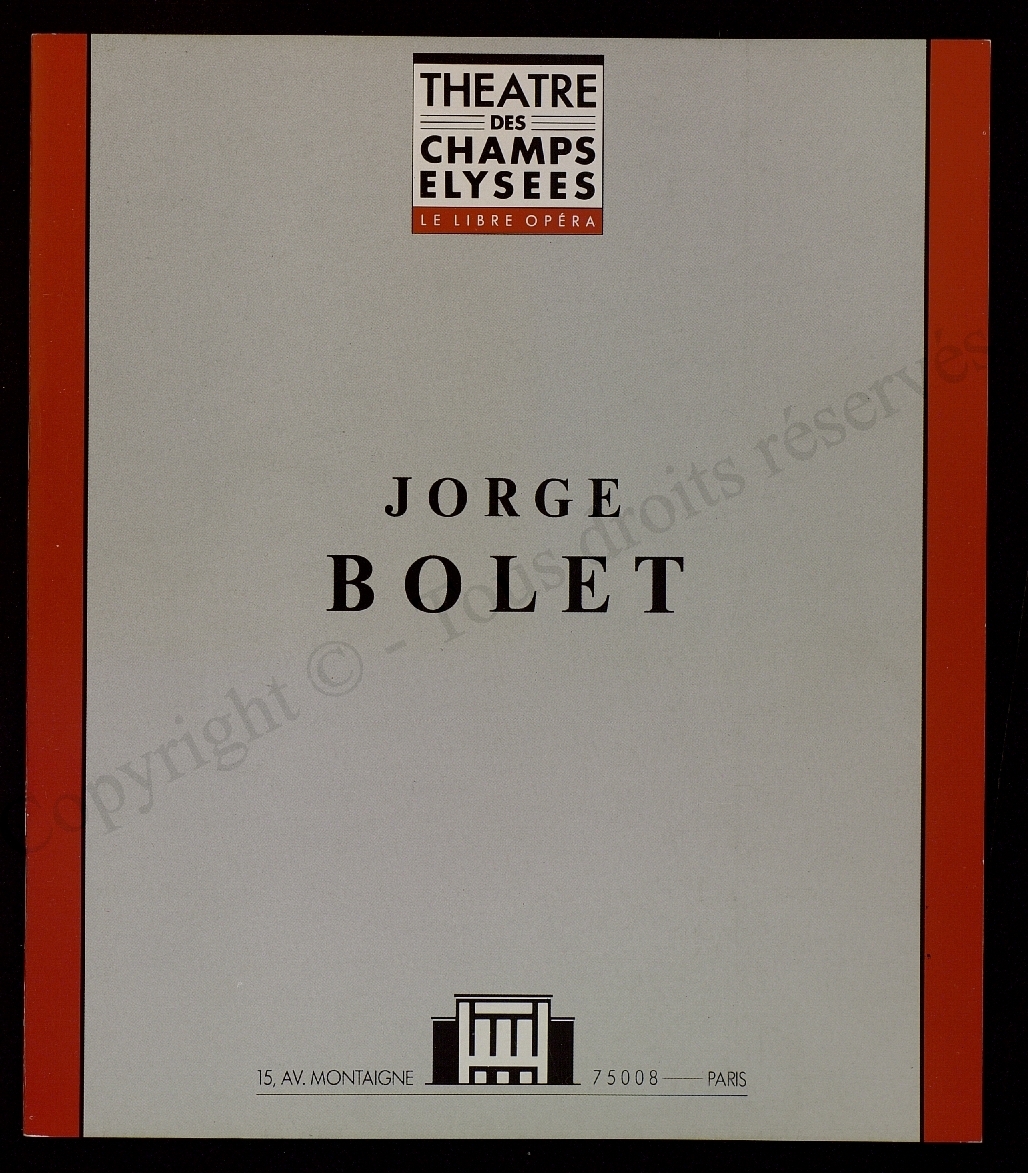 THEATRE
DES
CHAMPS
ELYSEES
LE LIBRE OPÉRA
JORGE
BOLET
Copyright © - Tous droits réservés
15, AV. MONTAIGNE 75008 — PARIS